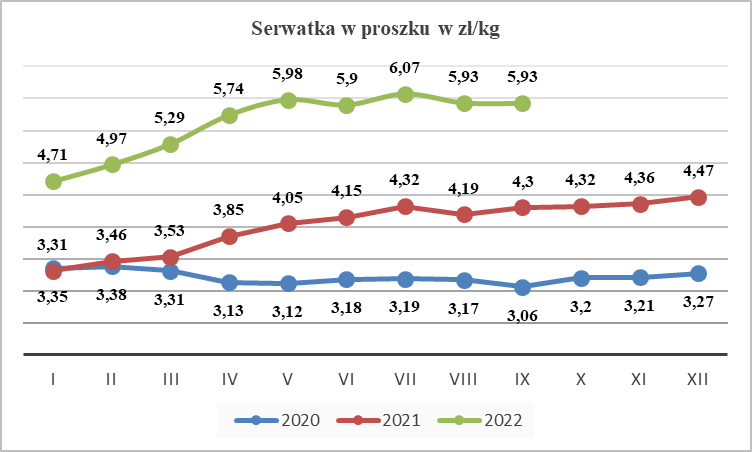 Serwatka w proszku w zł/kg
4,71 4,97 5,29 5,74 5,98 5,9 6,07 5,93 5,93
3,31 3,46 3,53 3,85 4,05 4,15 4,32 4,19 4,3 4,32 4,36 4,47
3,35 3,38 3,31 3,13 3,12 3,18 3,19 3,17 3,06 3,2 3,21 3,27
I II III IV V VI VII VIII IX X XI XII
2020 2021 2022